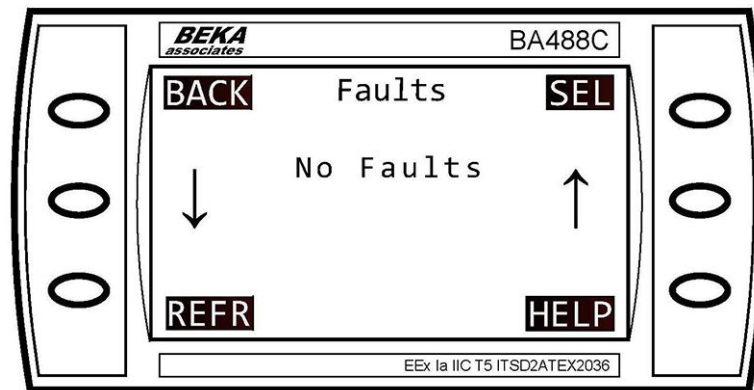 BEKA
associates
BA488C
BACK Faults SEL
No Faults
↓ ↑
REFR HELP
EEx Ia IIC T5 ITSD2ATEX2036